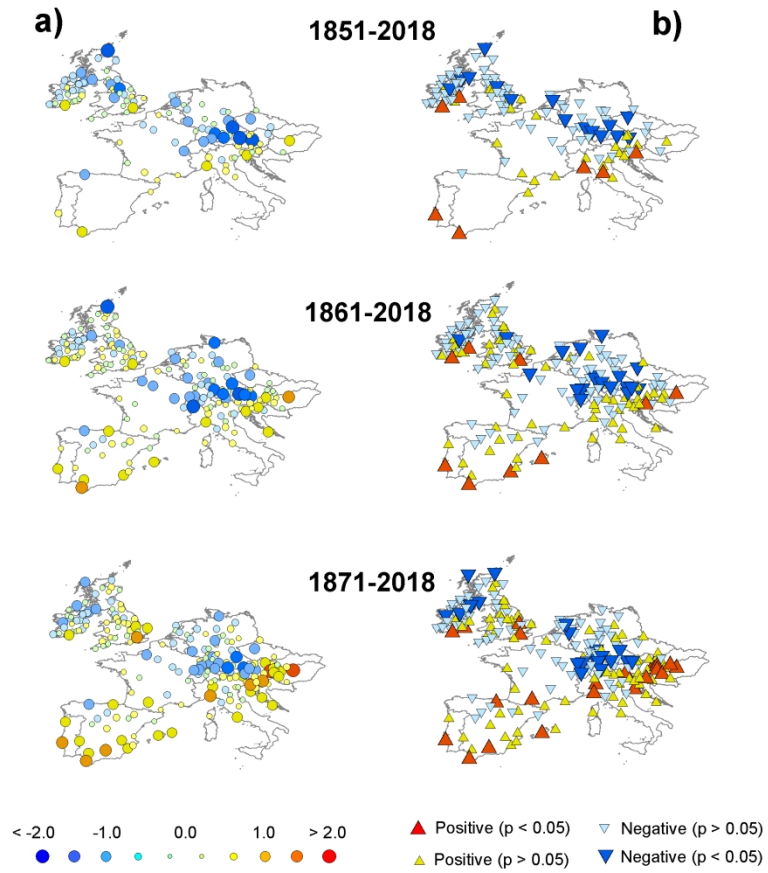 a) 1851-2018 b)
1861-2018
1871-2018
< -2.0 -1.0 0.0 1.0 > 2.0
Positive (p < 0.05) Negative (p > 0.05)
Positive (p > 0.05) Negative (p < 0.05)